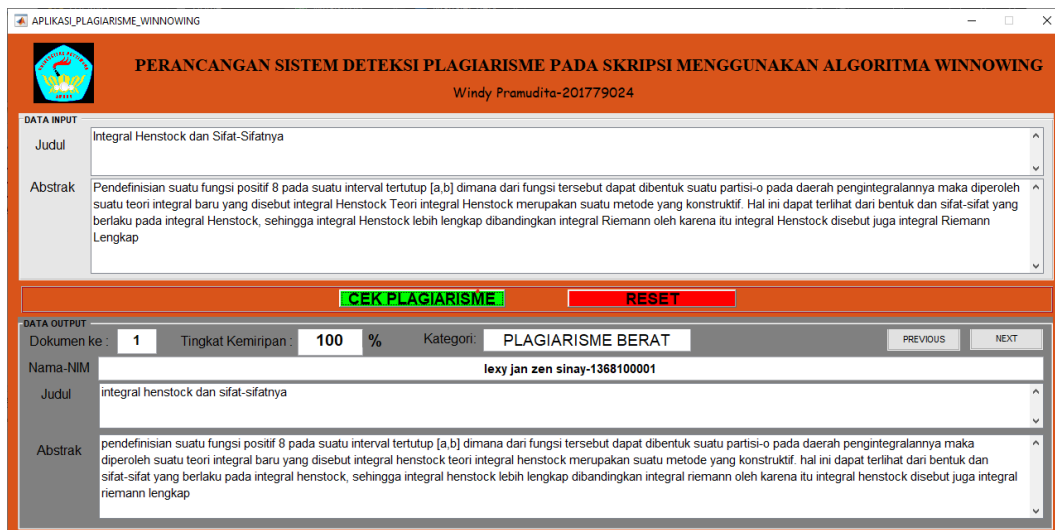 APLIKASI_PLAGIARISME_WINNOWING
PERANCANGAN SISTEM DETEKSI PLAGIARISME PADA SKRIPSI MENGGUNAKAN ALGORITMA WINNOWING
Windy Pramudita-201779024
DATA INPUT
Judul
Integral Henstock dan Sifat-Sifatnya
Abstrak
Pendefinisian suatu fungsi positif 8 pada suatu interval tertutup [a,b] dimana dari fungsi tersebut dapat dibentuk suatu partisi-o pada daerah pengintegralannya maka diperoleh
suatu teori integral baru yang disebut integral Henstock Teori integral Henstock merupakan suatu metode yang konstruktif. Hal ini dapat terlihat dari bentuk dan sifat-sifat yang
berlaku pada integral Henstock, sehingga integral Henstock lebih lengkap dibandingkan integral Riemann oleh karena itu integral Henstock disebut juga integral Riemann
Lengkap
CEK PLAGIARISME RESET
DATA OUTPUT
Dokumen ke : 1 Tingkat Kemiripan : 100 % Kategori: PLAGIARISME BERAT PREVIOUS NEXT
Nama-NIM lexy jan zen sinay-1368100001
Judul
integral henstock dan sifat-sifatnya
Abstrak
pendefinisian suatu fungsi positif 8 pada suatu interval tertutup [a,b] dimana dari fungsi tersebut dapat dibentuk suatu partisi-o pada daerah pengintegralannya maka
diperoleh suatu teori integral baru yang disebut integral henstock teori integral henstock merupakan suatu metode yang konstruktif. hal ini dapat terlihat dari bentuk dan
sifat-sifat yang berlaku pada integral henstock, sehingga integral henstock lebih lengkap dibandingkan integral riemann oleh karena itu integral henstock disebut juga integral
riemann lengkap